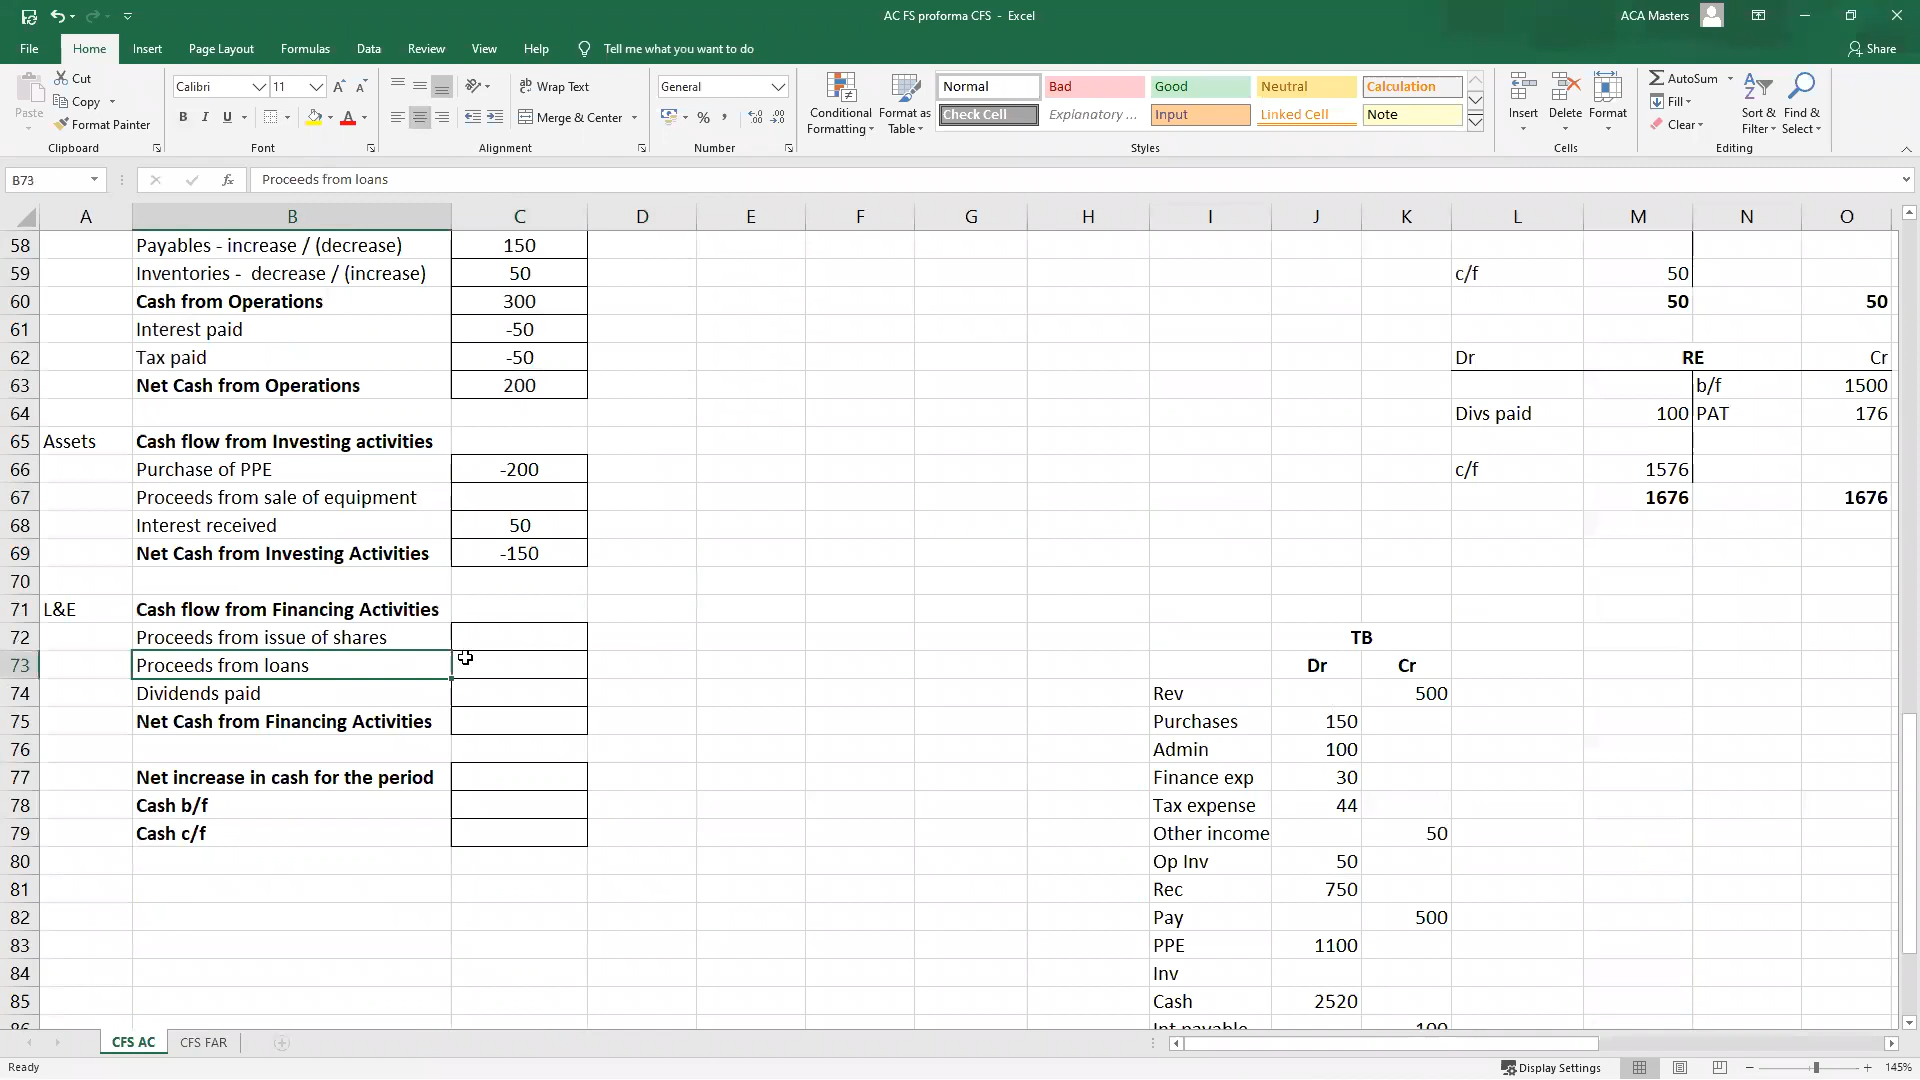 AC FS proforma CFS - Excel
ACA Masters
File Home Insert Page Layout Formulas Data Review View Help Tell me what you want to do Share
Paste
Cut
Copy
Format Painter
Clipboard
Calibri 11
B I U
Font
Wrap Text
Merge & Center
Alignment
General
Number
Conditional Formatting
Format as Table
Normal Bad Good Neutral Calculation
Check Cell Explanatory ... Input Linked Cell Note
Styles
Insert Delete Format
Cells
AutoSum
Fill
Clear
Sort & Filter
Find & Select
Editing
B73 fx Proceeds from loans
A B C D E F G H I J K L M N O
58 Payables - increase / (decrease) 150
59 Inventories - decrease / (increase) 50 c/f 50
60 Cash from Operations 300 50 50
61 Interest paid -50
62 Tax paid -50 Dr RE Cr
63 Net Cash from Operations 200 b/f 1500
64 Divs paid 100 PAT 176
65 Assets Cash flow from Investing activities
66 Purchase of PPE -200 c/f 1576
67 Proceeds from sale of equipment 1676 1676
68 Interest received 50
69 Net Cash from Investing Activities -150
70
71 L&E Cash flow from Financing Activities
72 Proceeds from issue of shares TB
73 Proceeds from loans Dr Cr
74 Dividends paid Rev 500
75 Net Cash from Financing Activities Purchases 150
76 Admin 100
77 Net increase in cash for the period Finance exp 30
78 Cash b/f Tax expense 44
79 Cash c/f Other income 50
80 Op Inv 50
81 Rec 750
82 Pay 500
83 PPE 1100
84 Inv
85 Cash 2520
86 Int payable 100
CFS AC CFS FAR
Ready Display Settings 145%